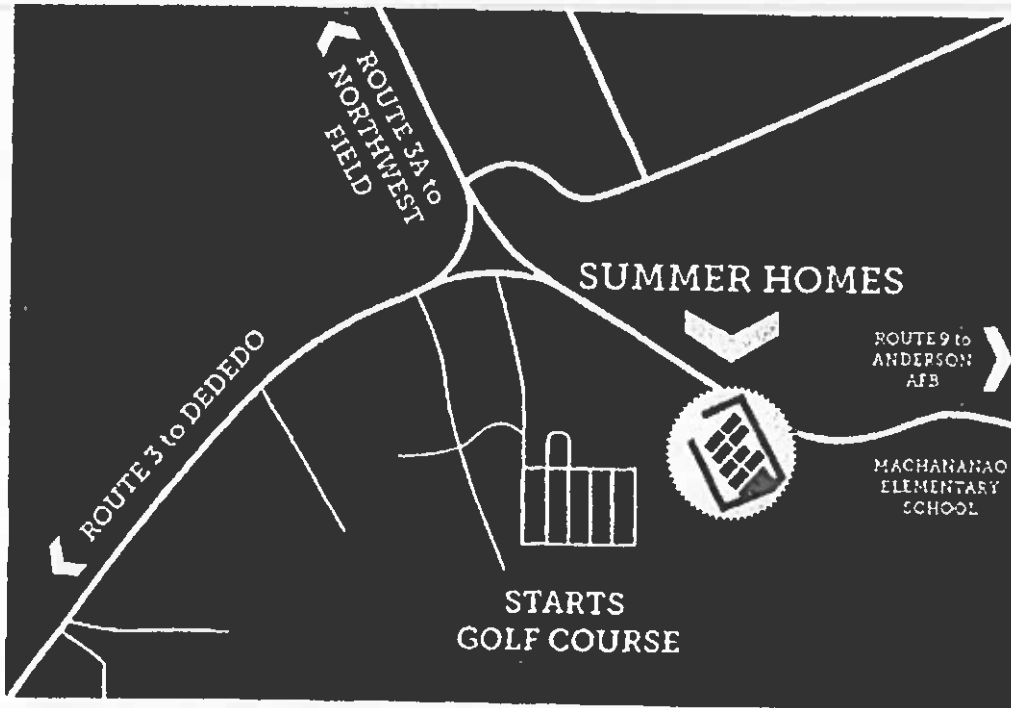 ROUTE 3A to
NORTHWEST
FIELD
SUMMER HOMES
ROUTE 9 to
ANDERSON
AFB
ROUTE 3 to DEDEDO
MACHANANAO
ELEMENTARY
SCHOOL
STARTS
GOLF COURSE